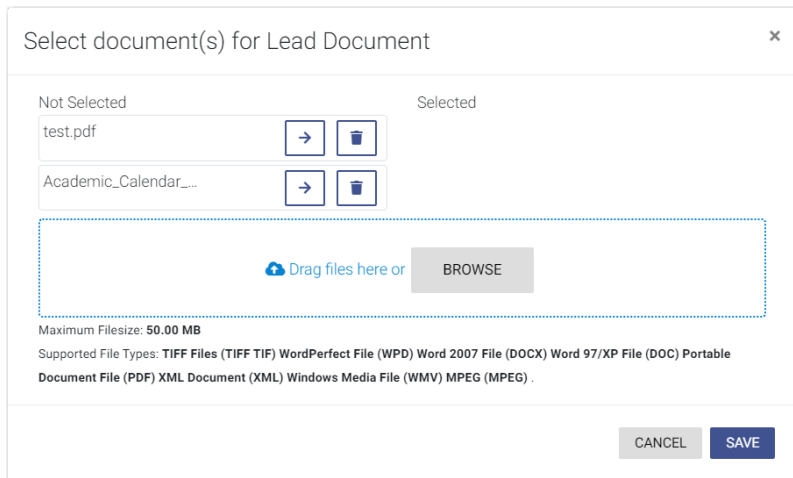 Select document(s) for Lead Document
×
Not Selected
Selected
test.pdf
Academic_Calendar_...
Drag files here or BROWSE
Maximum Filesize: 50.00 MB
Supported File Types: TIFF Files (TIFF TIF) WordPerfect File (WPD) Word 2007 File (DOCX) Word 97/XP File (DOC) Portable
Document File (PDF) XML Document (XML) Windows Media File (WMV) MPEG (MPEG) .
CANCEL SAVE